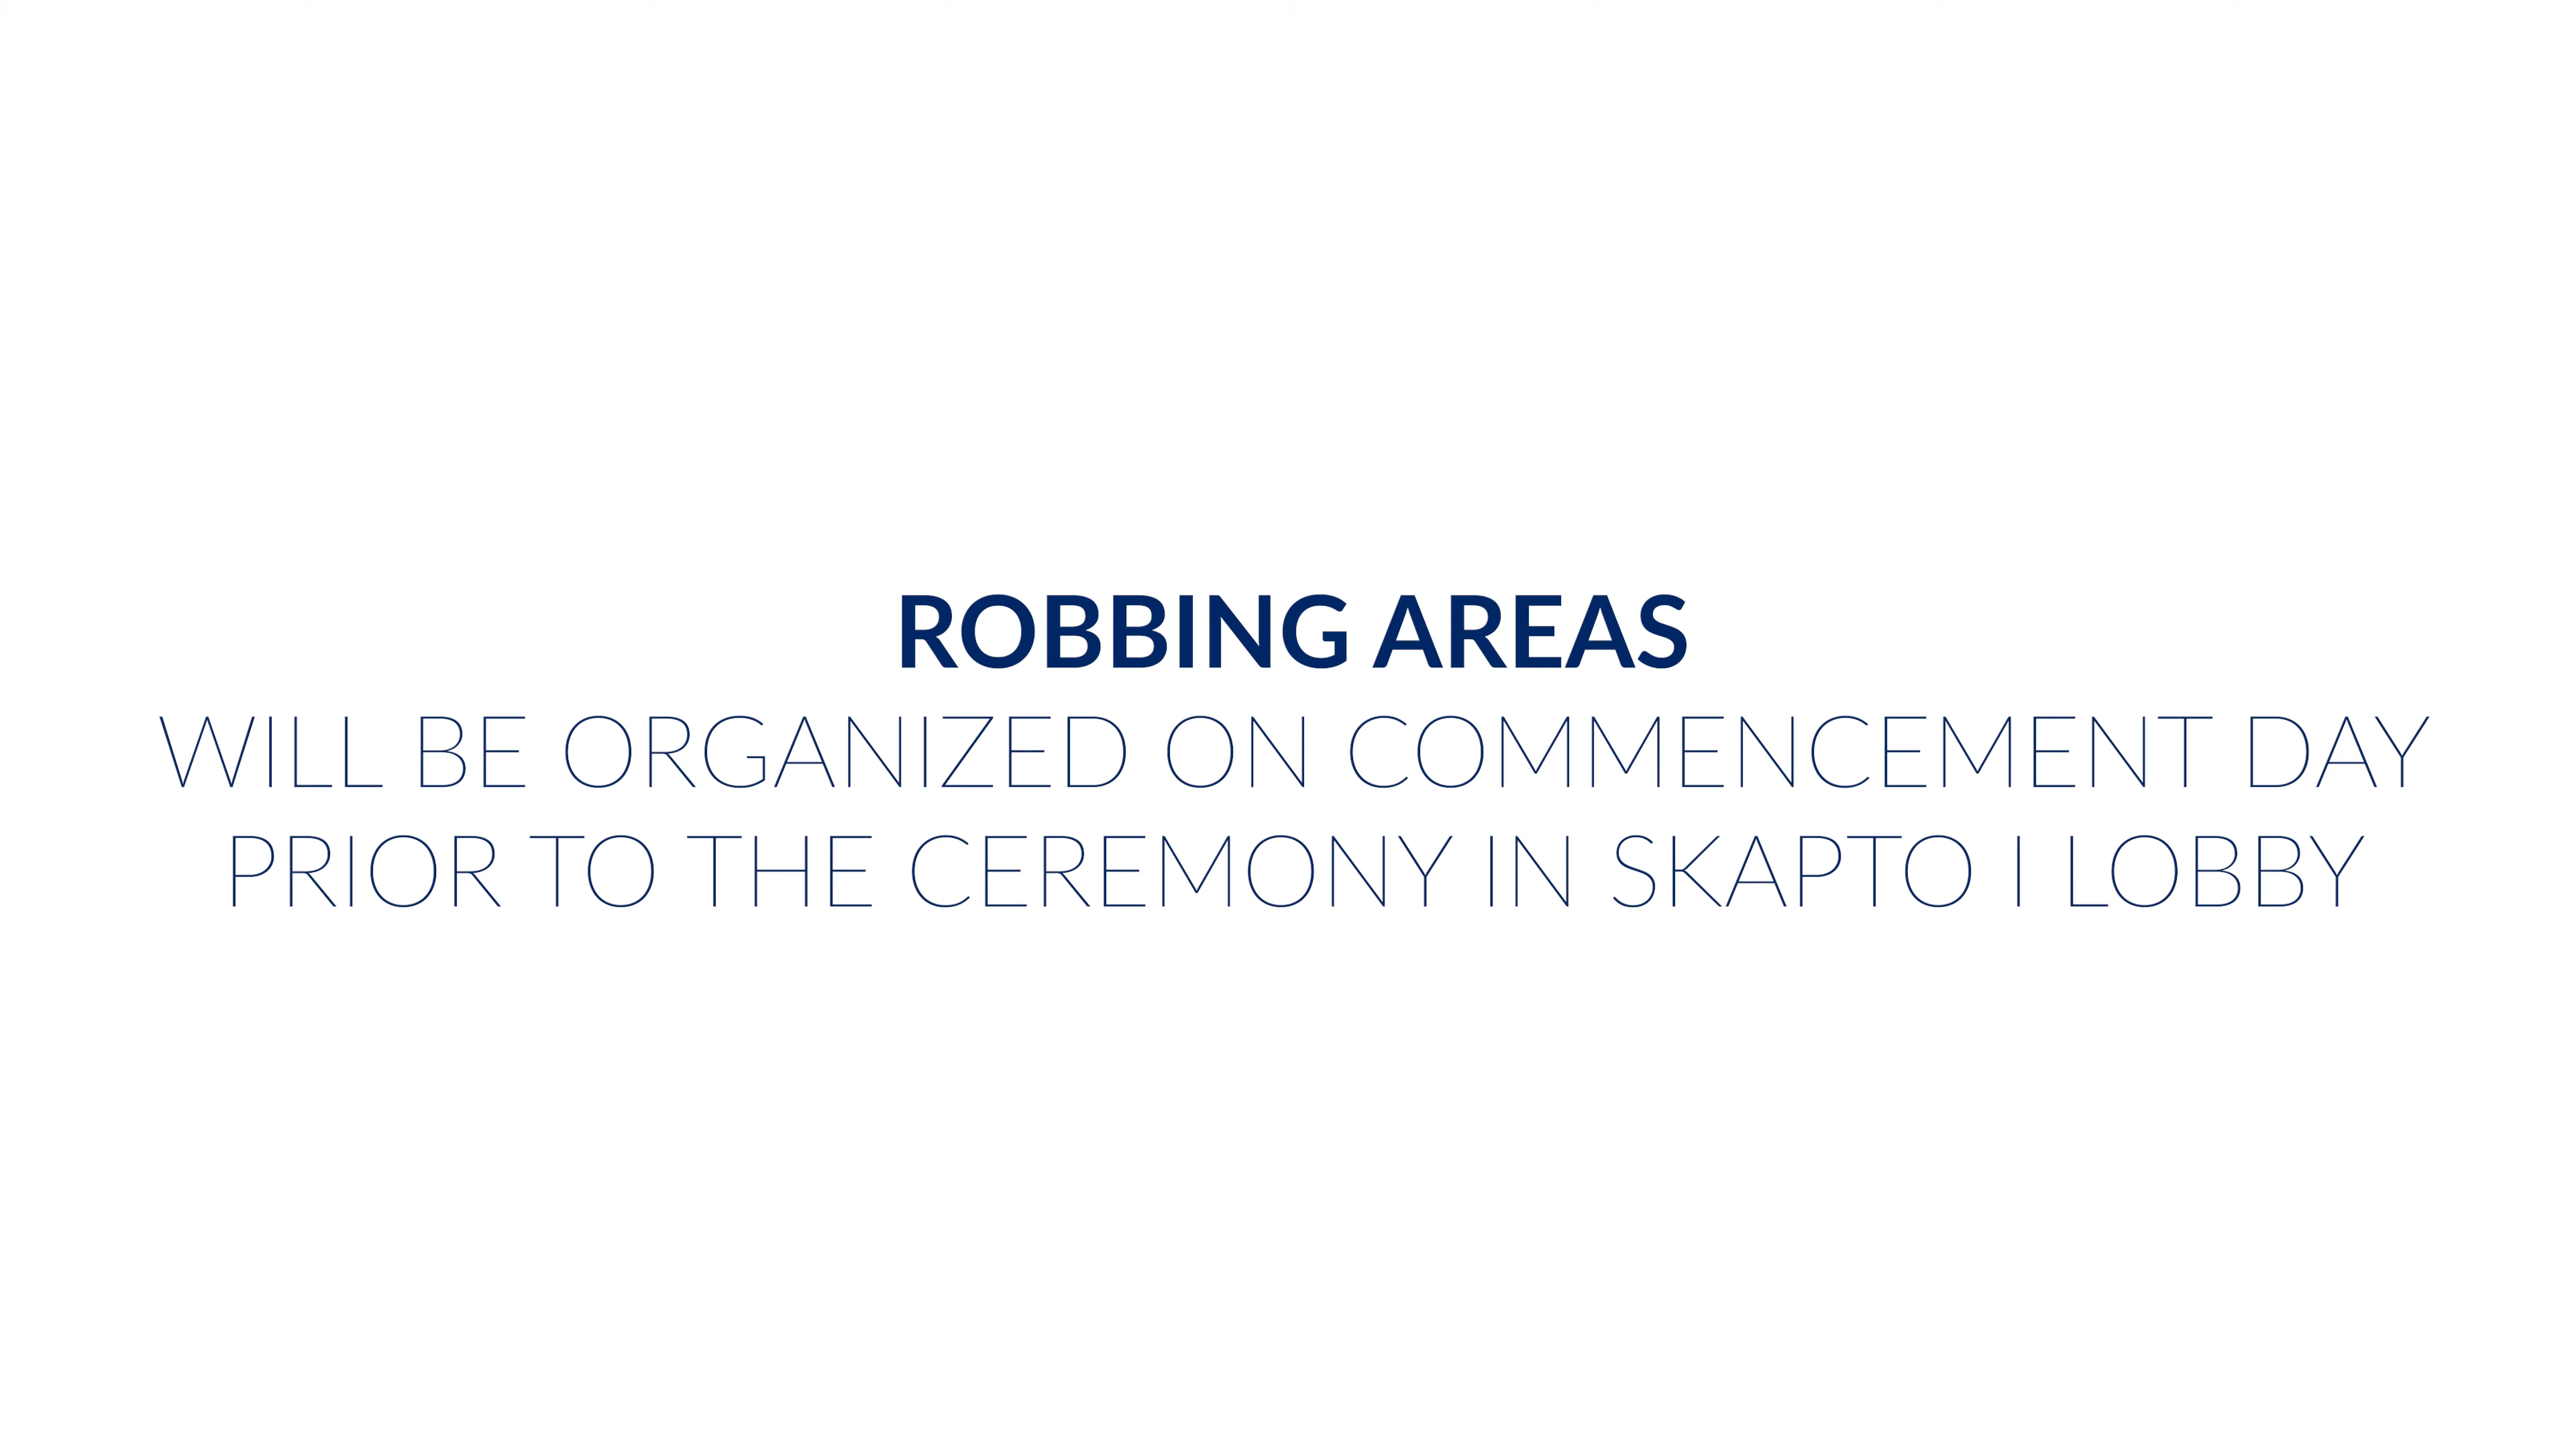 ROBBING AREAS
WILL BE ORGANIZED ON COMMENCEMENT DAY
PRIOR TO THE CEREMONY IN SKAPTO I LOBBY